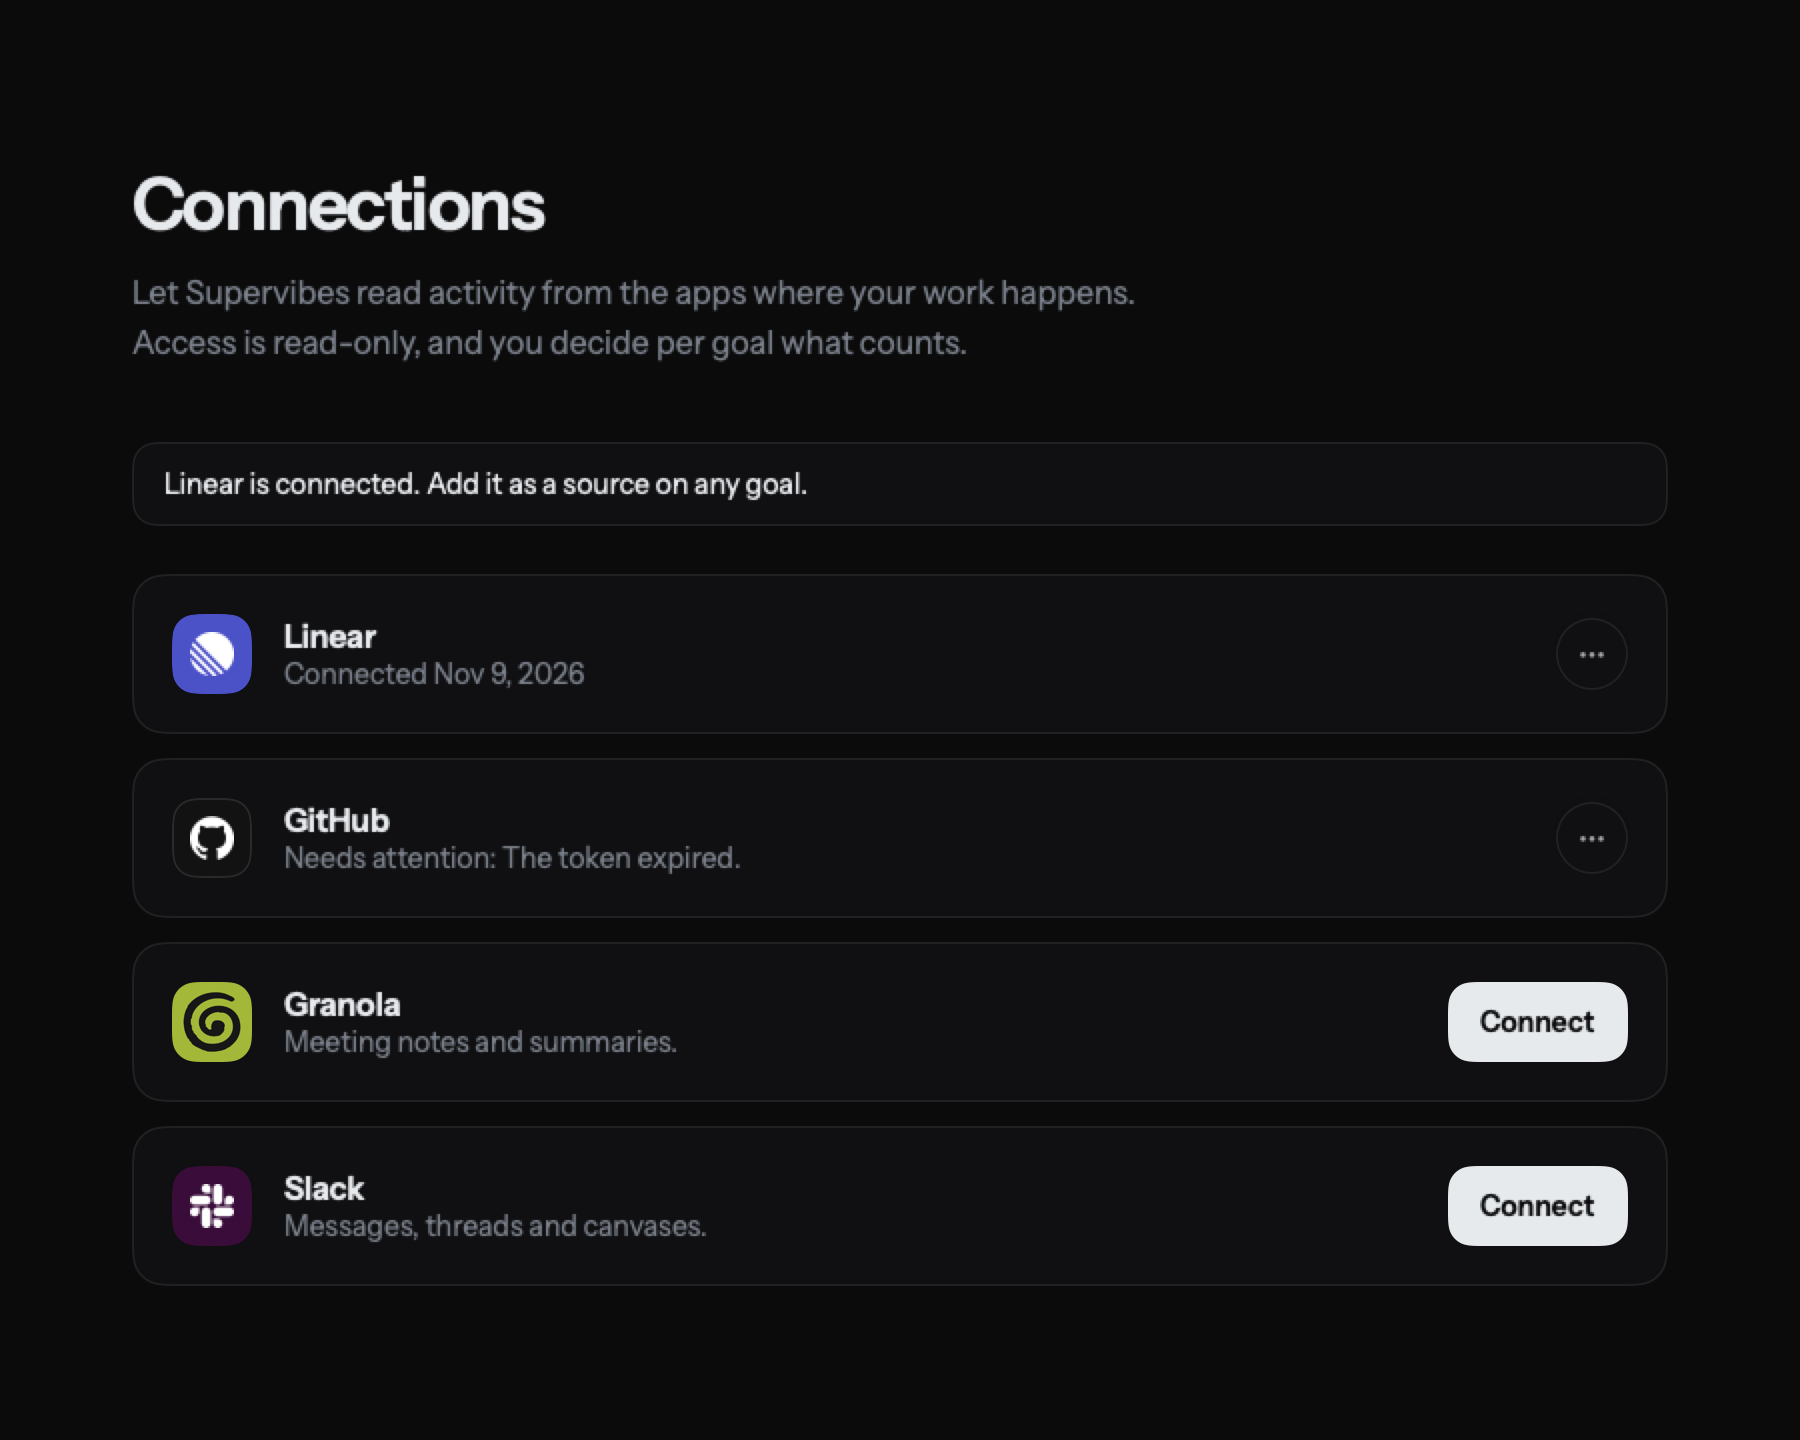 Connections
Let Supervibes read activity from the apps where your work happens.
Access is read-only, and you decide per goal what counts.
Linear is connected. Add it as a source on any goal.
Linear
Connected Nov 9, 2026
GitHub
Needs attention: The token expired.
Granola
Meeting notes and summaries.
Connect
Slack
Messages, threads and canvases.
Connect